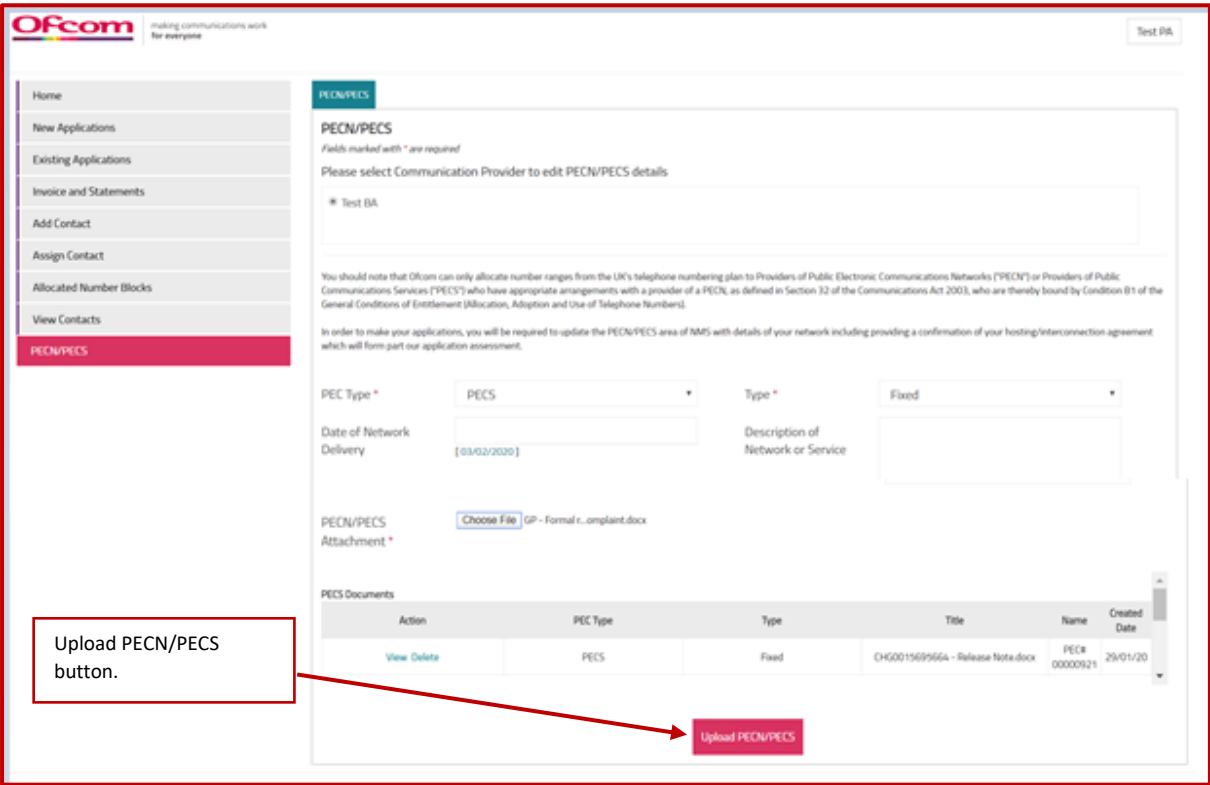 Ofcom
making communications work
for everyone
Test PA
Home
New Applications
Existing Applications
Invoice and Statements
Add Contact
Assign Contact
Allocated Number Blocks
View Contacts
PECN/PECS
PECN/PECS
PECN/PECS
Fields marked with * are required
Please select Communication Provider to edit PECN/PECS details
Test BA
You should note that Ofcom can only allocate number ranges from the UK's telephone numbering plan to Providers of Public Electronic Communications Networks ("PECN") or Providers of Public
Communications Services ("PECS") who have appropriate arrangements with a provider of a PECN, as defined in Section 32 of the Communications Act 2003, who are thereby bound by Condition B1 of the
General Conditions of Entitlement (Allocation, Adoption and Use of Telephone Numbers).
In order to make your applications, you will be required to update the PECN/PECS area of NMS with details of your network including providing a confirmation of your hosting/interconnection agreement
which will form part our application assessment.
PEC Type * PECS Type * Fixed
Date of Network Description of
Delivery [ 03/02/2020 ] Network or Service
PECN/PECS Choose File GP - Formal r...omplaint.docx
Attachment *
PECS Documents
Action PEC Type Type Title Name Created
Date
View Delete PECS Fixed CHG0015695664 - Release Note.docx PEC# 29/01/20
00000921
Upload PECN/PECS
button.
Upload PECN/PECS